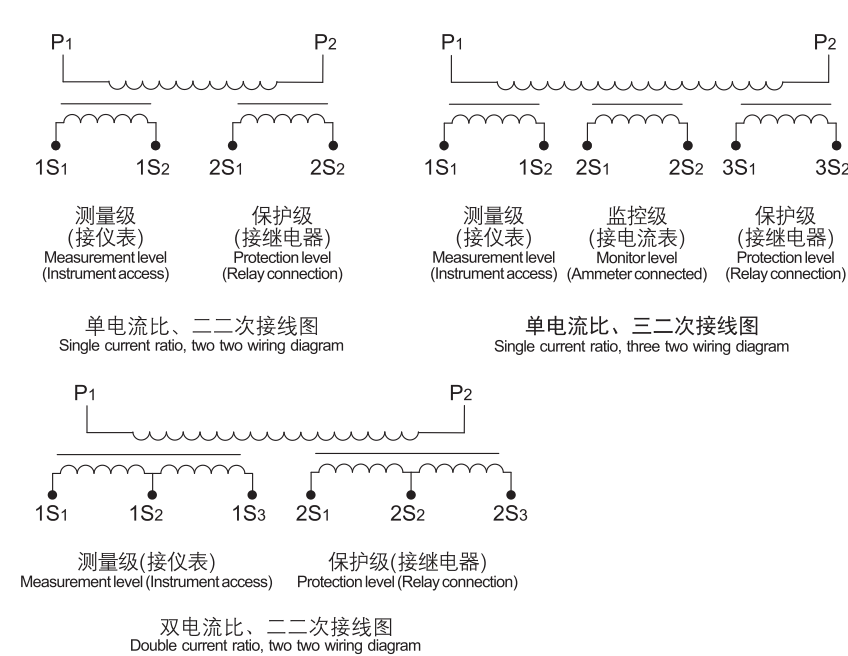 P1 P2
1S1 1S2 2S1 2S2
测量级
(接仪表)
Measurement level
(Instrument access)
保护级
(接继电器)
Protection level
(Relay connection)
单电流比、二二次接线图
Single current ratio, two two wiring diagram
P1 P2
1S1 1S2 2S1 2S2 3S1 3S2
测量级
(接仪表)
Measurement level
(Instrument access)
监控级
(接电流表)
Monitor level
(Ammeter connected)
保护级
(接继电器)
Protection level
(Relay connection)
单电流比、三二次接线图
Single current ratio, three two wiring diagram
P1 P2
1S1 1S2 1S3 2S1 2S2 2S3
测量级(接仪表)
Measurement level (Instrument access)
保护级(接继电器)
Protection level (Relay connection)
双电流比、二二次接线图
Double current ratio, two two wiring diagram